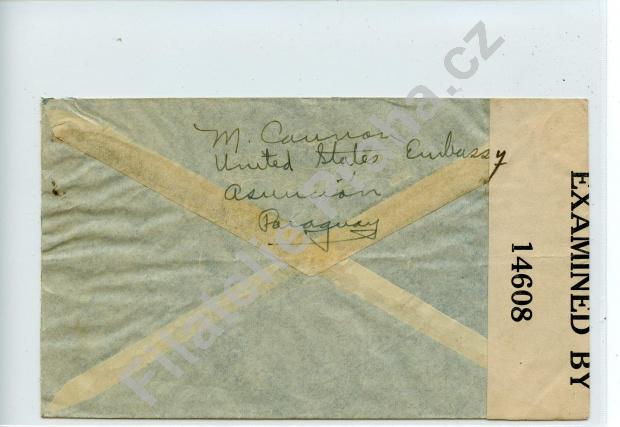 M. Cannon
United States Embassy
Asunción
Paraguay
EXAMINED BY
14608
Filatelie Praha.cz